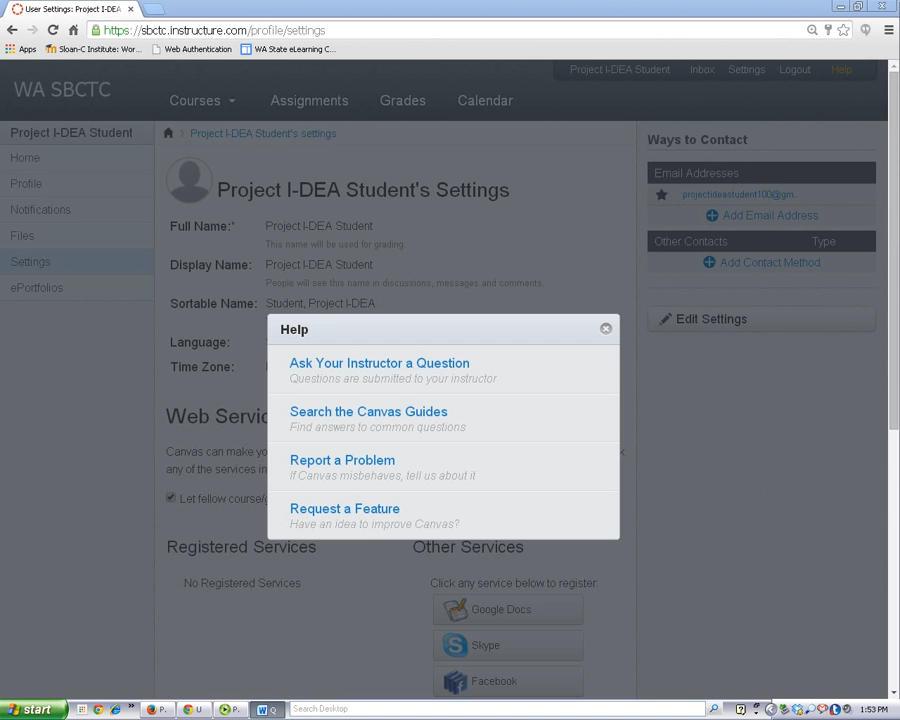 User Settings: Project I-DEA
https://sbctc.instructure.com/profile/settings
Apps Sloan-C Institute: Wor... Web Authentication WA State eLearning C...
Project I-DEA Student Inbox Settings Logout Help
WA SBCTC
Courses Assignments Grades Calendar
Project I-DEA Student
Home
Profile
Notifications
Files
Settings
ePortfolios
Project I-DEA Student's settings
Project I-DEA Student's Settings
Full Name:* Project I-DEA Student
This name will be used for grading.
Display Name: Project I-DEA Student
People will see this name in discussions, messages and comments.
Sortable Name: Student, Project I-DEA
Language:
Time Zone:
Web Servic
Canvas can make you
any of the services in
Let fellow course/g
Registered Services
No Registered Services
Other Services
Click any service below to register:
Google Docs
Skype
Facebook
Help
Ask Your Instructor a Question
Questions are submitted to your instructor
Search the Canvas Guides
Find answers to common questions
Report a Problem
If Canvas misbehaves, tell us about it
Request a Feature
Have an idea to improve Canvas?
Ways to Contact
Email Addresses
projectideastudent100@gm...
Add Email Address
Other Contacts Type
Add Contact Method
Edit Settings
start P. U P. Q Search Desktop 1:53 PM